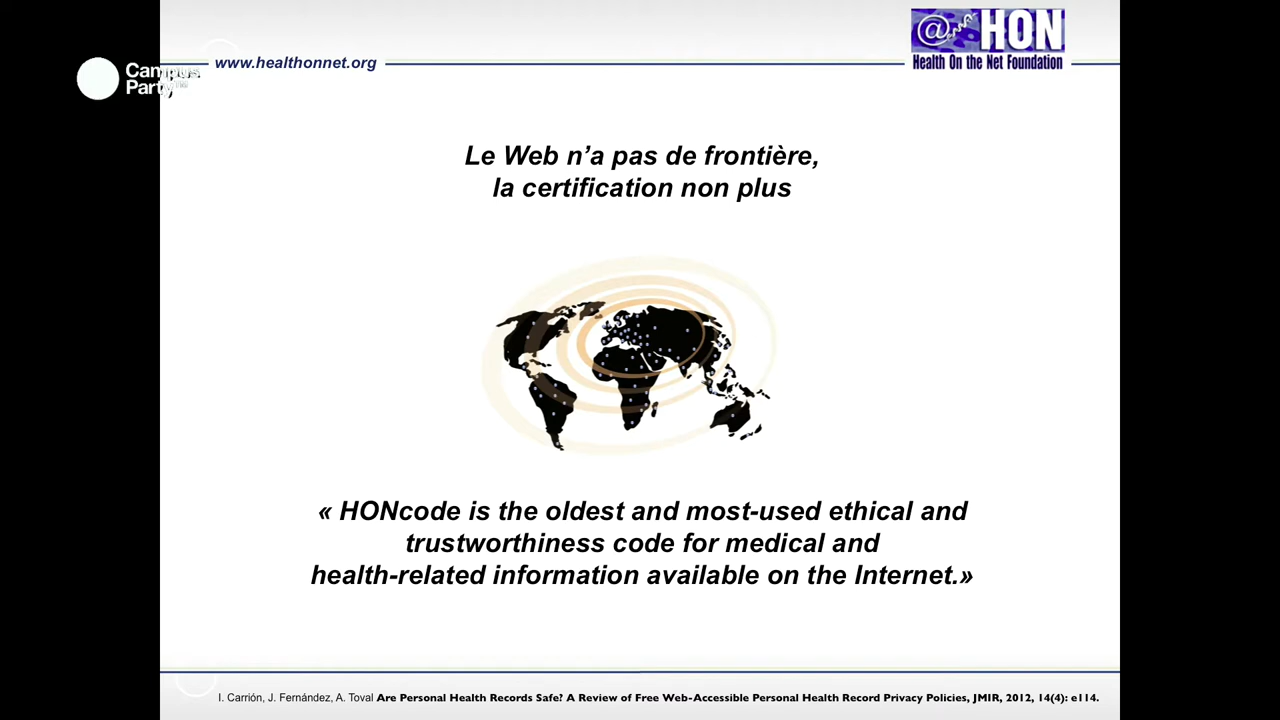 www.healthonnet.org
@ HON
Health On the Net Foundation
Campus
Party™
Le Web n’a pas de frontière,
la certification non plus
« HONcode is the oldest and most-used ethical and
trustworthiness code for medical and
health-related information available on the Internet.»
I. Carrión, J. Fernández, A. Toval Are Personal Health Records Safe? A Review of Free Web-Accessible Personal Health Record Privacy Policies, JMIR, 2012, 14(4): e114.